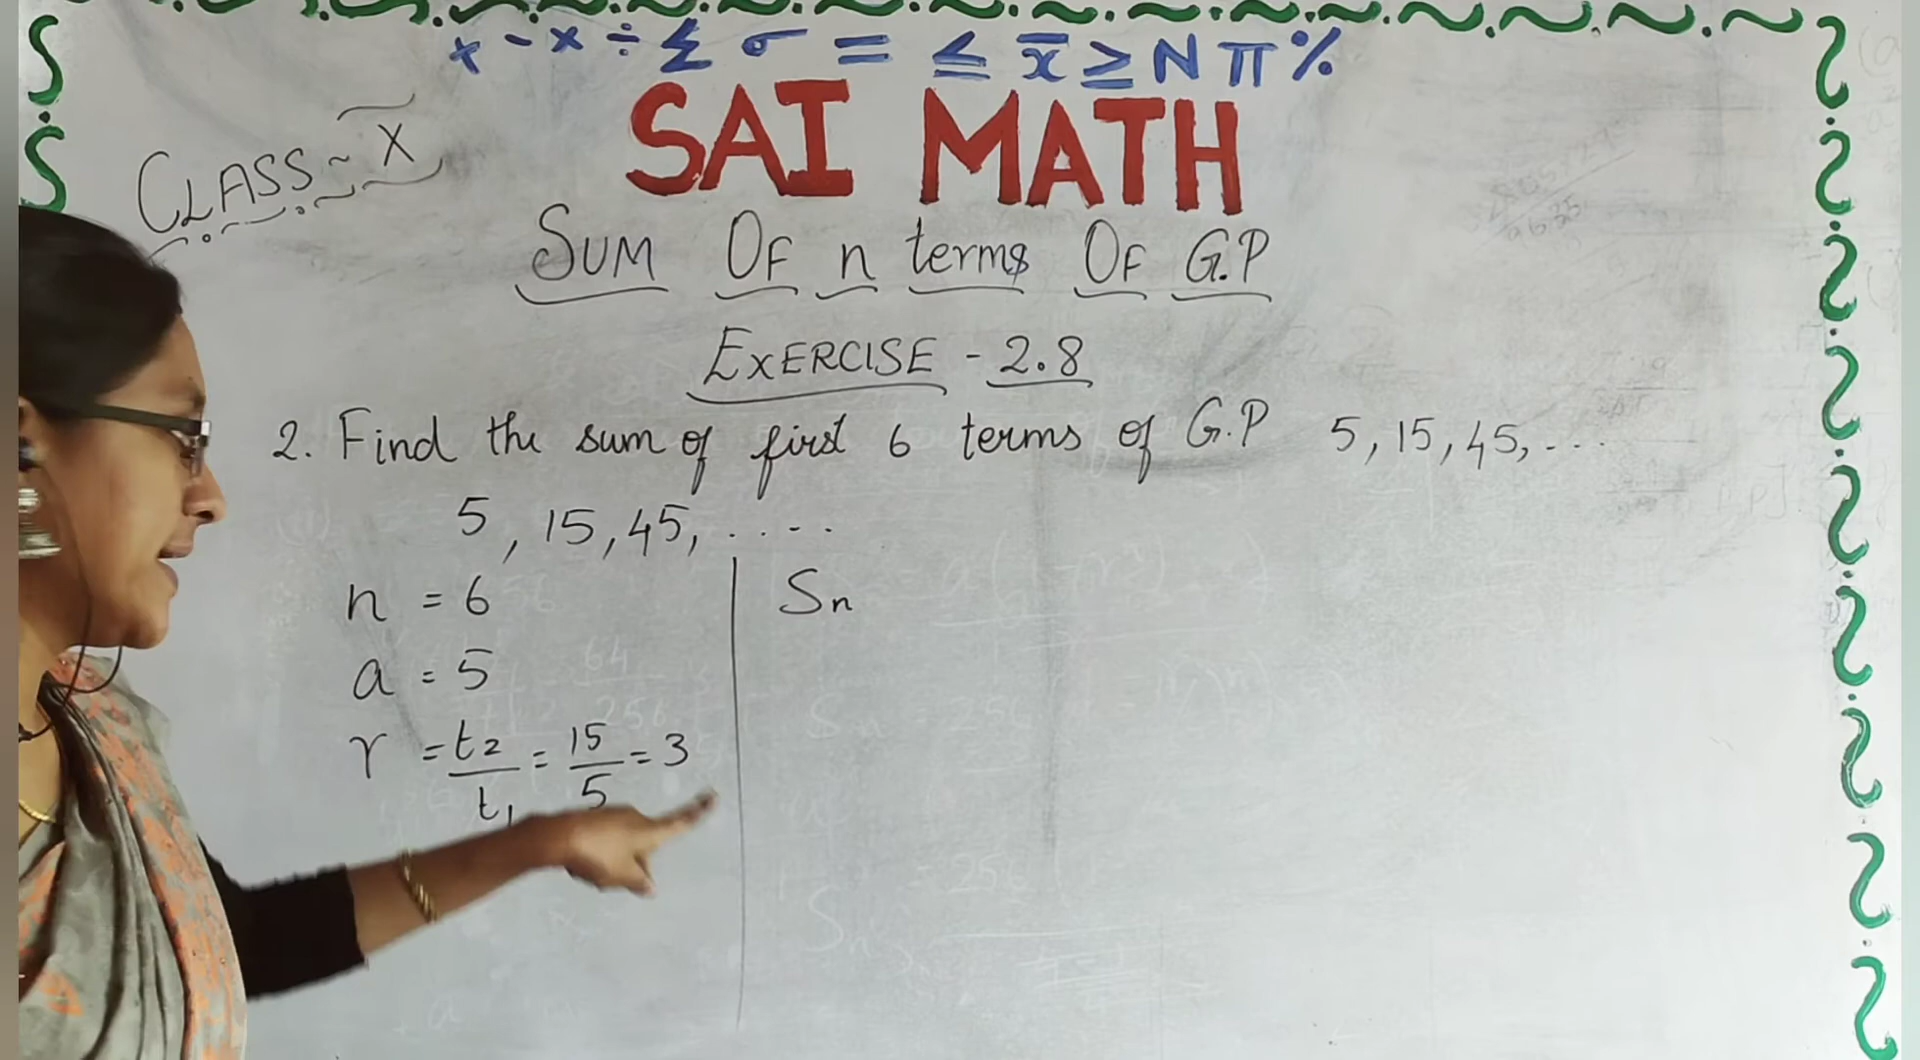 + - × ÷ Σ σ = ≤ x̅ ≥ N π %
SAI MATH
CLASS ~ X
SUM OF n terms OF G.P
EXERCISE - 2.8
2. Find the sum of first 6 terms of G.P 5, 15, 45, ...
5, 15, 45, ....
n = 6
Sn
a = 5
r = t2/t1 = 15/5 = 3